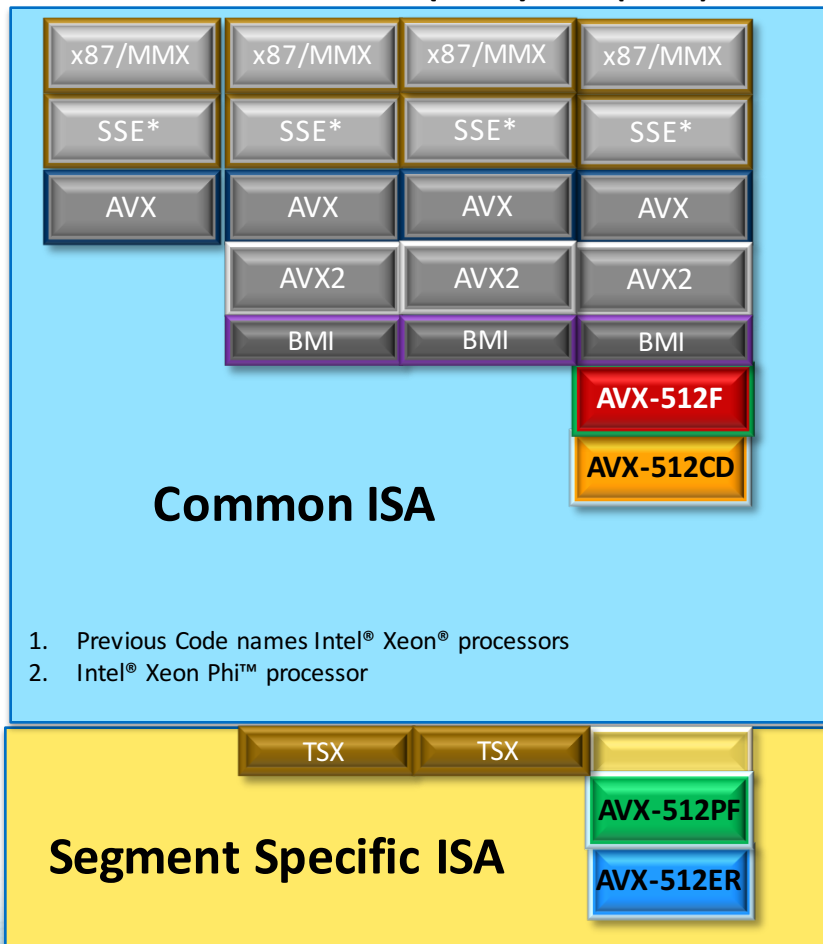 x87/MMX x87/MMX x87/MMX x87/MMX
SSE* SSE* SSE* SSE*
AVX AVX AVX AVX
AVX2 AVX2 AVX2
BMI BMI BMI
AVX-512F
AVX-512CD
Common ISA
1. Previous Code names Intel® Xeon® processors
2. Intel® Xeon Phi™ processor
TSX TSX
AVX-512PF
Segment Specific ISA
AVX-512ER